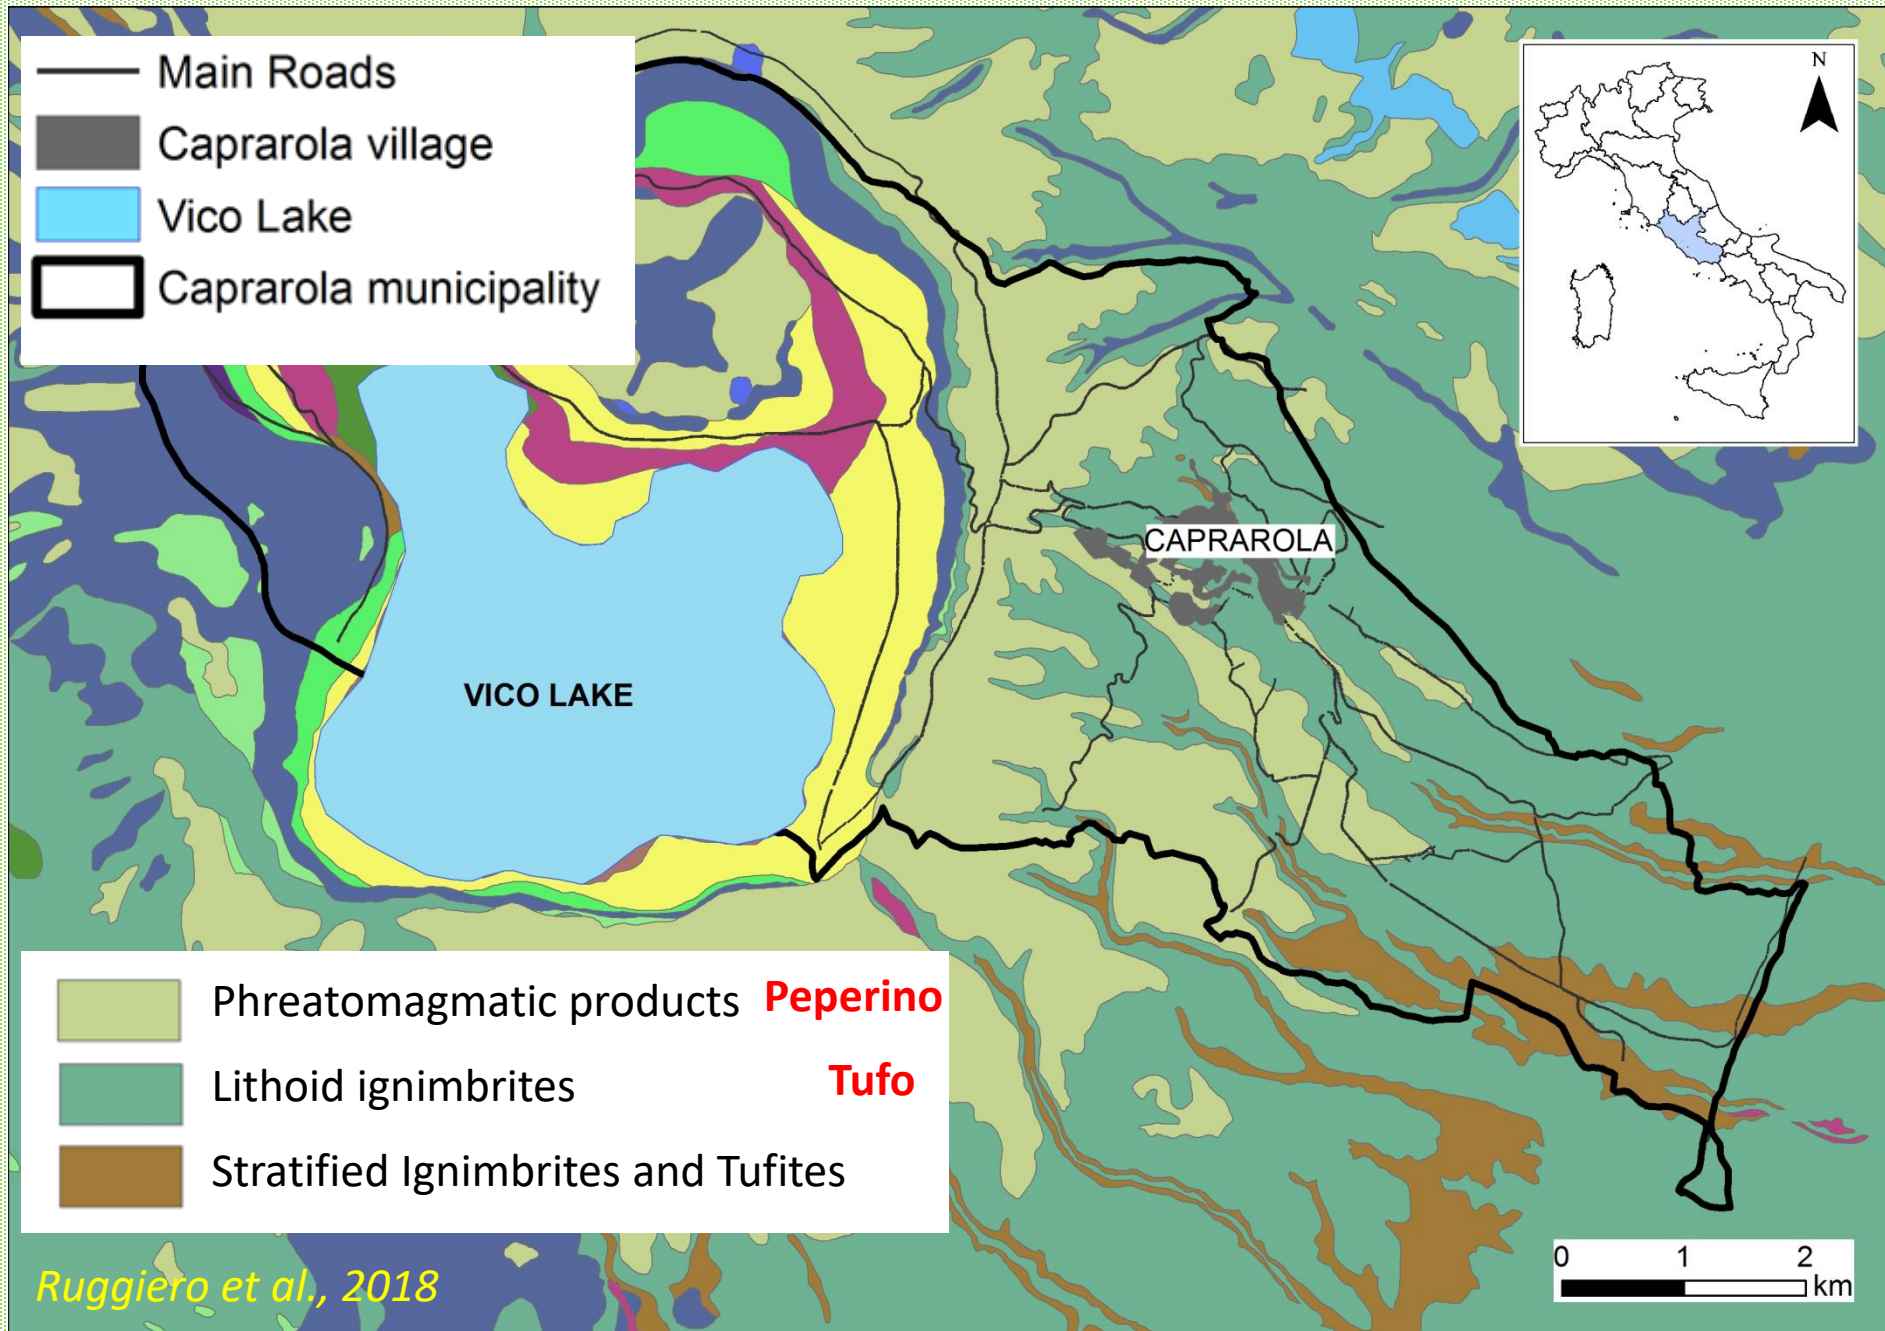 Main Roads
Caprarola village
Vico Lake
Caprarola municipality
N
CAPRAROLA
VICO LAKE
Phreatomagmatic products Peperino
Lithoid ignimbrites Tufo
Stratified Ignimbrites and Tufites
Ruggiero et al., 2018
0 1 2
km